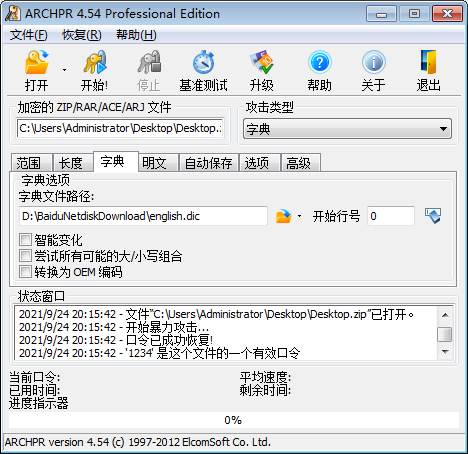 ARCHPR 4.54 Professional Edition
文件(F) 恢复(R) 帮助(H)
打开 开始! 停止 基准测试 升级 帮助 关于 退出
加密的 ZIP/RAR/ACE/ARJ 文件 攻击类型
C:\Users\Administrator\Desktop\Desktop.z 字典
范围 长度 字典 明文 自动保存 选项 高级
字典选项
字典文件路径:
D:\BaiduNetdiskDownload\english.dic 开始行号 0
智能变化
尝试所有可能的大/小写组合
转换为 OEM 编码
状态窗口
2021/9/24 20:15:42 - 文件"C:\Users\Administrator\Desktop\Desktop.zip"已打开。
2021/9/24 20:15:42 - 开始暴力攻击...
2021/9/24 20:15:42 - 口令已成功恢复!
2021/9/24 20:15:42 - '1234' 是这个文件的一个有效口令
当前口令: 平均速度:
已用时间: 剩余时间:
进度指示器
0%
ARCHPR version 4.54 (c) 1997-2012 ElcomSoft Co. Ltd.